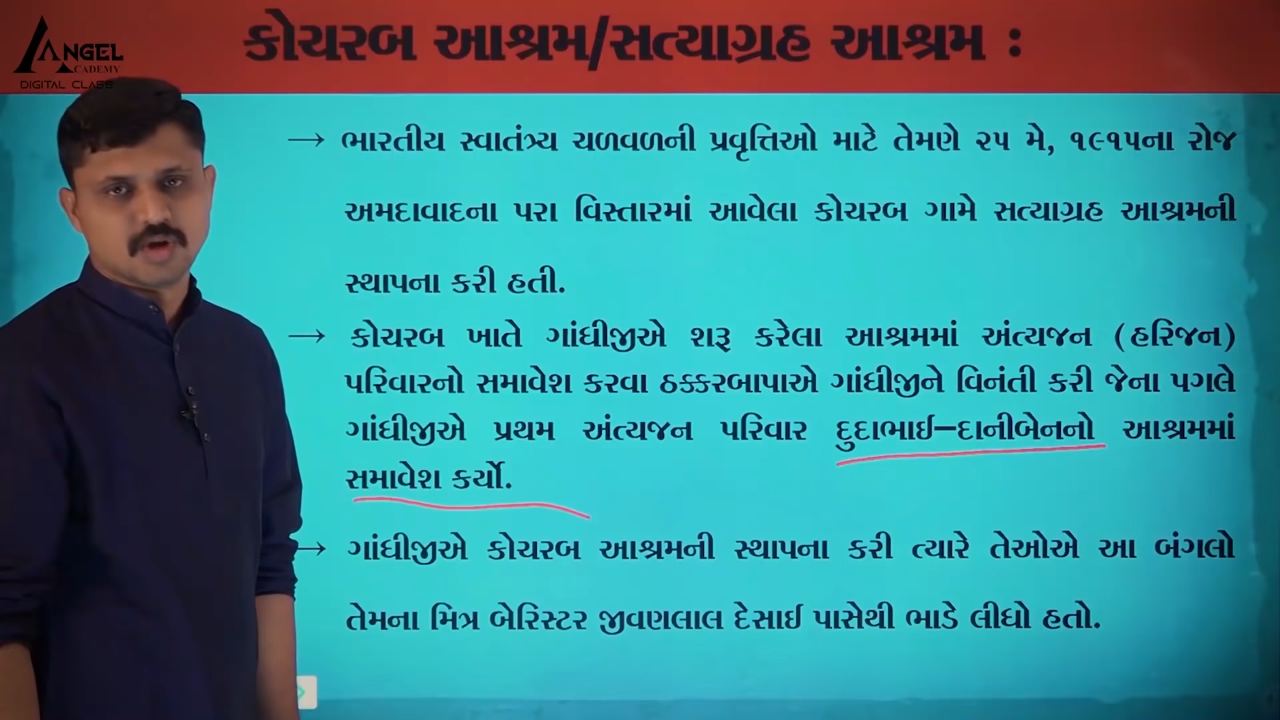 ANGEL
ACADEMY
DIGITAL CLASS
કોચરબ આશ્રમ/સત્યાગ્રહ આશ્રમ :
→ ભારતીય સ્વાતંત્ર્ય ચળવળની પ્રવૃત્તિઓ માટે તેમણે ૨૫ મે, ૧૯૧૫ના રોજ
અમદાવાદના પરા વિસ્તારમાં આવેલા કોચરબ ગામે સત્યાગ્રહ આશ્રમની
સ્થાપના કરી હતી.
→ કોચરબ ખાતે ગાંધીજીએ શરૂ કરેલા આશ્રમમાં અંત્યજન (હરિજન)
પરિવારનો સમાવેશ કરવા ઠક્કરબાપાએ ગાંધીજીને વિનંતી કરી જેના પગલે
ગાંધીજીએ પ્રથમ અંત્યજન પરિવાર દુદાભાઈ–દાનીબેનનો આશ્રમમાં
સમાવેશ કર્યો.
→ ગાંધીજીએ કોચરબ આશ્રમની સ્થાપના કરી ત્યારે તેઓએ આ બંગલો
તેમના મિત્ર બેરિસ્ટર જીવણલાલ દેસાઈ પાસેથી ભાડે લીધો હતો.